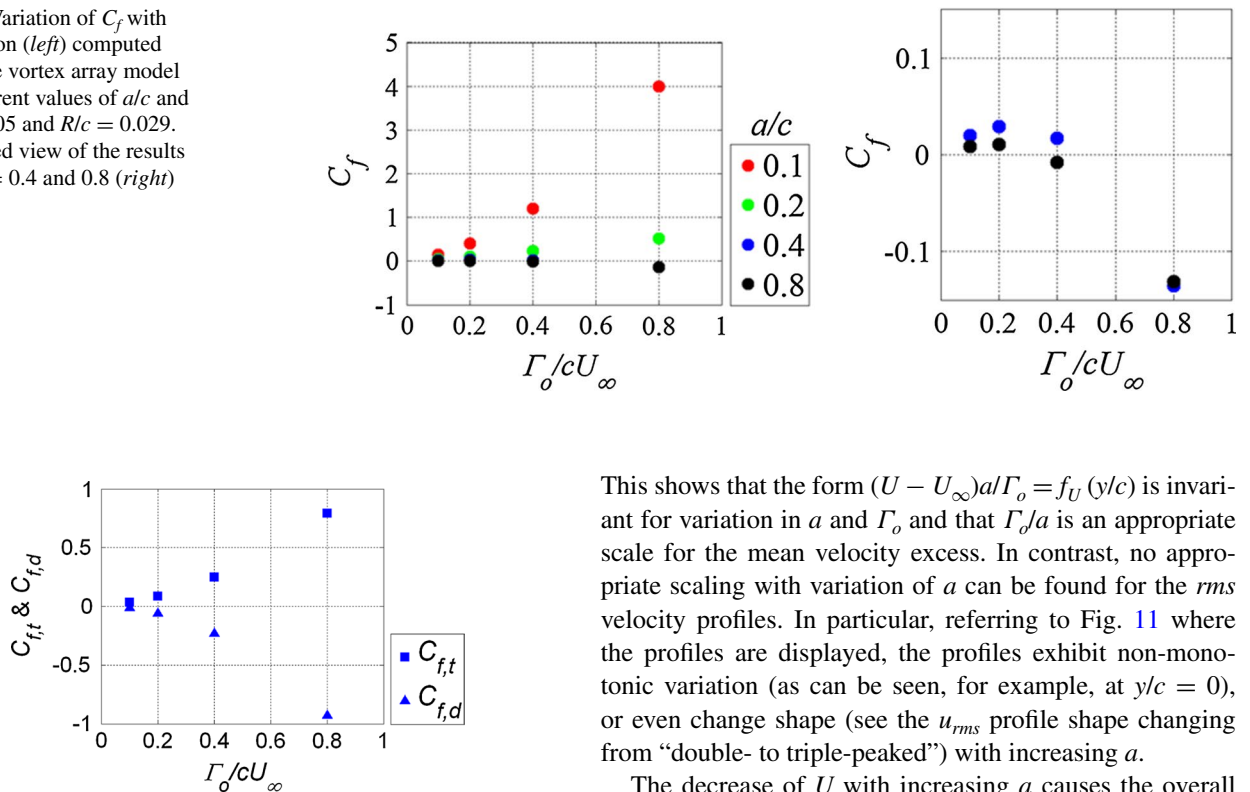 Variation of C_f with
on (left) computed
e vortex array model
rent values of a/c and
05 and R/c = 0.029.
ed view of the results
= 0.4 and 0.8 (right)
5
4
3
2
1
0
-1
C_f
0 0.2 0.4 0.6 0.8 1
Γ_o/cU_∞
a/c
0.1
0.2
0.4
0.8
0.1
0
-0.1
C_f
0 0.2 0.4 0.6 0.8 1
Γ_o/cU_∞
1
0.5
0
-0.5
-1
C_{f,t} & C_{f,d}
0 0.2 0.4 0.6 0.8 1
Γ_o/cU_∞
C_{f,t}
C_{f,d}
This shows that the form (U − U_∞)a/Γ_o = f_U (y/c) is invari-
ant for variation in a and Γ_o and that Γ_o/a is an appropriate
scale for the mean velocity excess. In contrast, no appro-
priate scaling with variation of a can be found for the rms
velocity profiles. In particular, referring to Fig. 11 where
the profiles are displayed, the profiles exhibit non-mono-
tonic variation (as can be seen, for example, at y/c = 0),
or even change shape (see the u_rms profile shape changing
from “double- to triple-peaked”) with increasing a.
The decrease of U with increasing a causes the overall